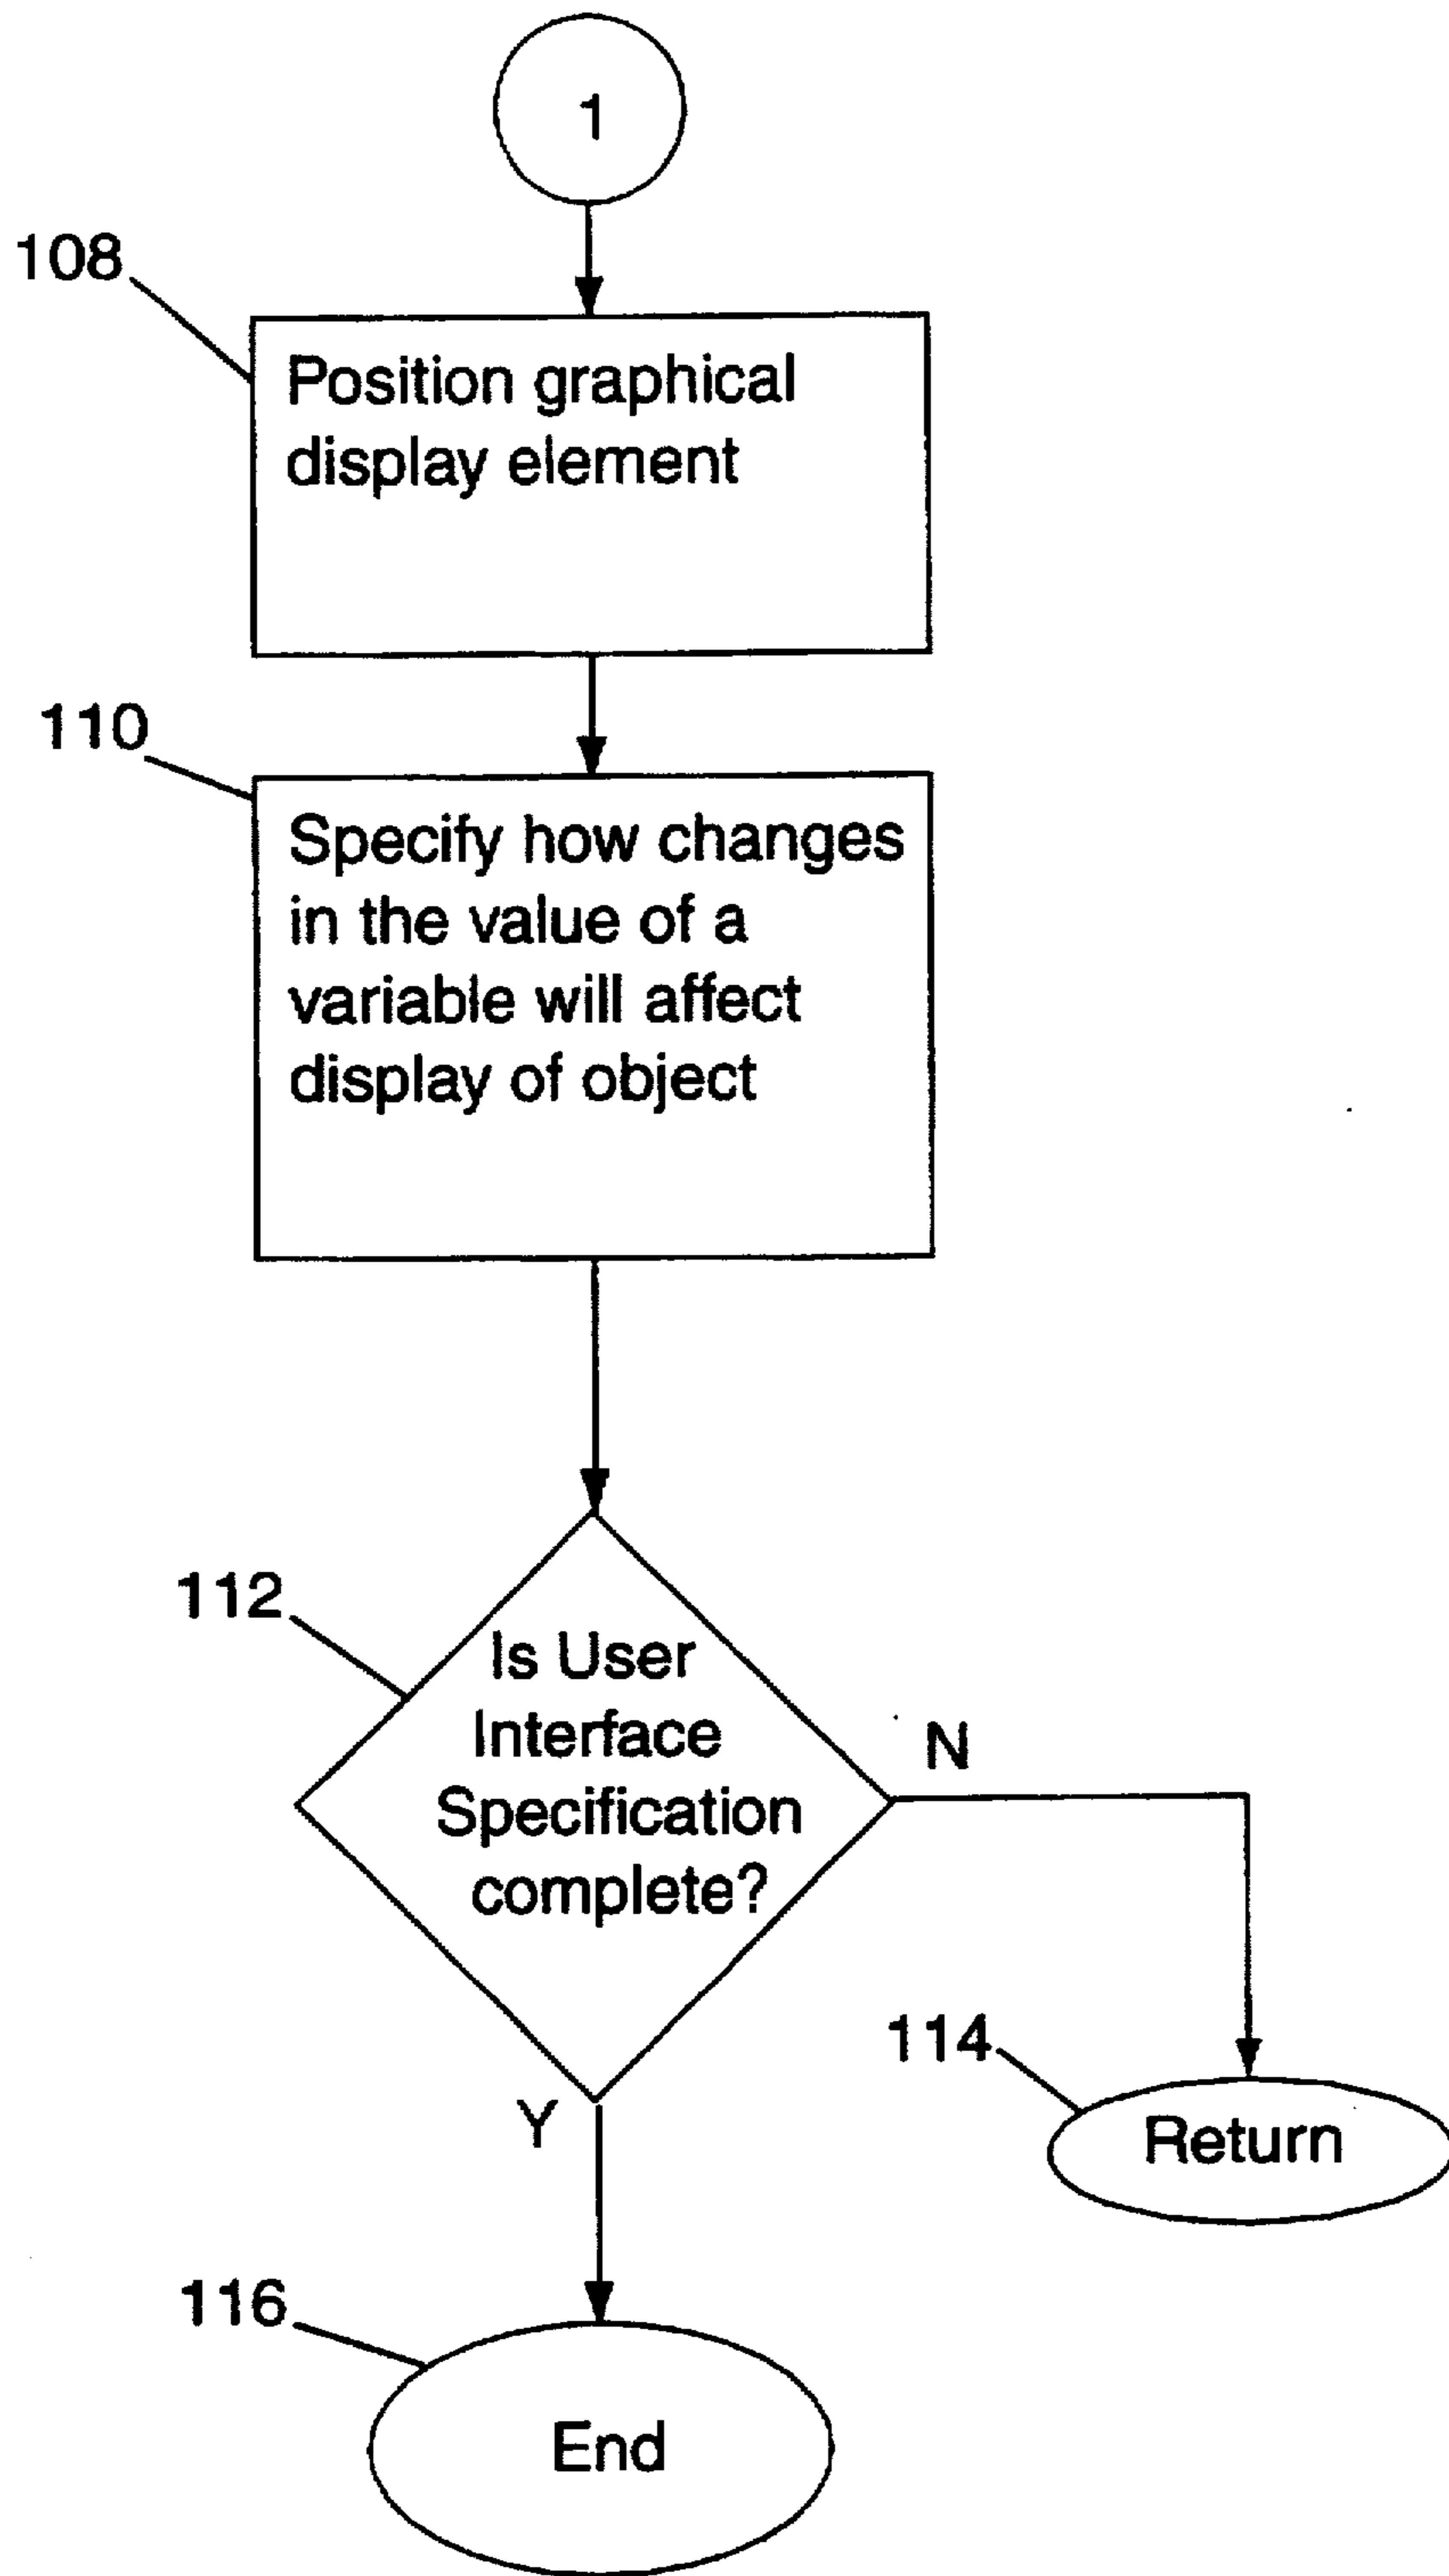 1
108
Position graphical
display element
110
Specify how changes
in the value of a
variable will affect
display of object
112
Is User
Interface
Specification
complete?
N
Y
114
Return
116
End